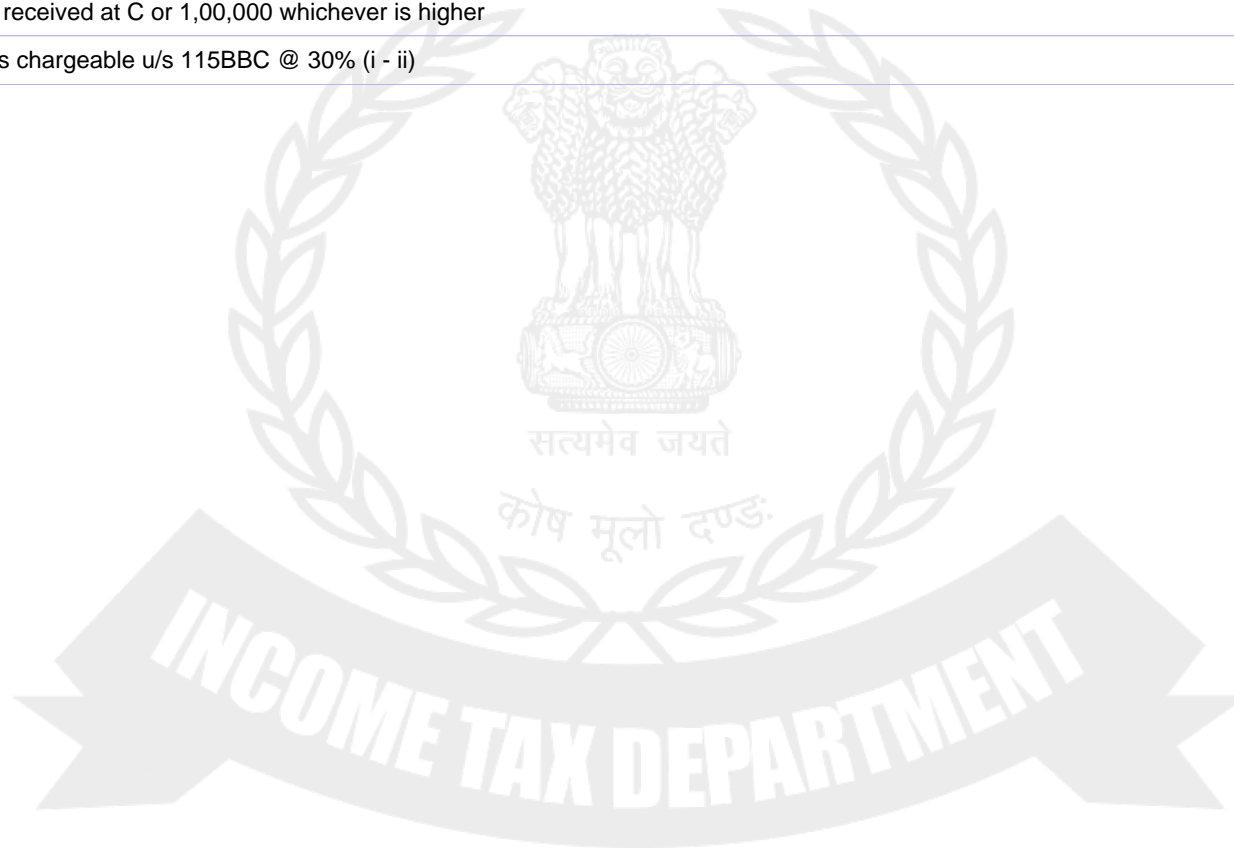 received at C or 1,00,000 whichever is higher
s chargeable u/s 115BBC @ 30% (i - ii)
सत्यमेव जयते
कोष मूलो दण्डः
INCOME TAX DEPARTMENT